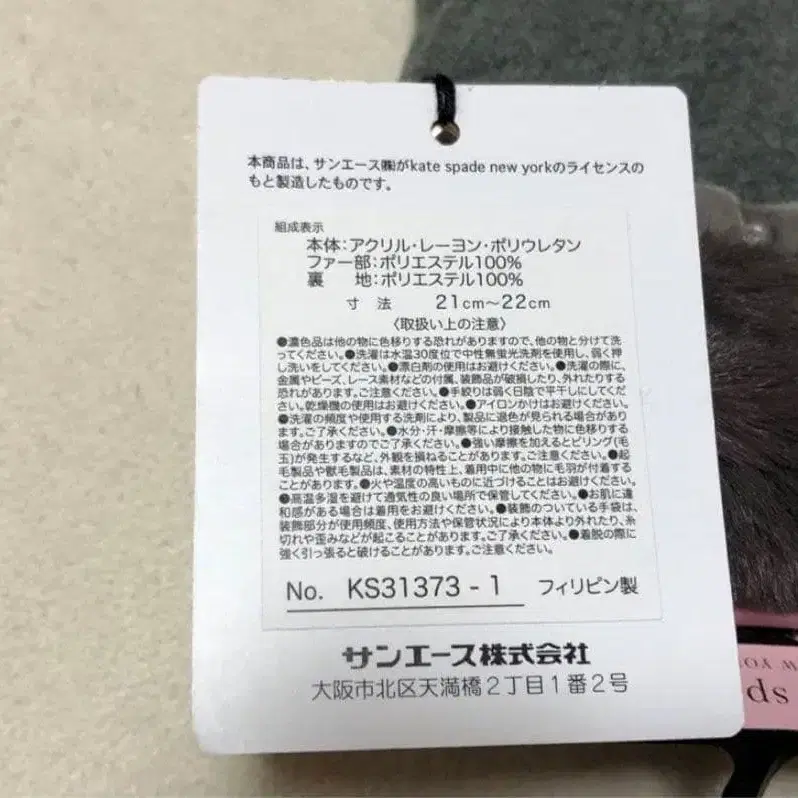 本商品は、サンエース㈱がkate spade new yorkのライセンスの
もと製造したものです。
組成表示
本体:アクリル・レーヨン・ポリウレタン
ファー部:ポリエステル100%
裏 地:ポリエステル100%
寸 法 21cm〜22cm
〈取扱い上の注意〉
●濃色品は他の物に色移りする恐れがありますので、他の物と分けて洗
ってください。●洗濯は水温30度位で中性無蛍光洗剤を使用し、弱く押
し洗いをしてください。●漂白剤の使用はお避けください。●洗濯の際に、
金属やビーズ、レース素材などの付属、装飾品が破損したり、外れたりする
恐れがあります。ご注意ください。●手絞りは弱く日陰で平干しにしてくだ
さい。乾燥機の使用はお避けください。●アイロンかけはお避けください。
●洗濯の頻度や使用する洗剤により、製品に退色が見られる場合があり
ます。ご了承ください。●水分・汗・摩擦等により接触した物に色移りする
場合がありますのでご了承ください。●強い摩擦を加えるとピリング(毛
玉)が発生するなど、外観を損ねることがあります。ご注意ください。●起
毛製品や獣毛製品は、素材の特性上、着用中に他の物に毛羽が付着する
ことがあります。●火や温度の高いものに近づけることはお避けください。
●高温多湿を避けて通気性の良い場所で保管してください。●お肌に違
和感がある場合は着用をお避けください。●装飾のついている手袋は、
装飾部分が使用頻度、使用方法や保管状況により本体より外れたり、糸
切れや歪みなどが起こることがあります。ご了承ください。●着脱の際に
強く引っ張ると破けることがあります。ご注意ください。
No. KS31373-1 フィリピン製
サンエース株式会社
大阪市北区天満橋2丁目1番2号
sp
W YO